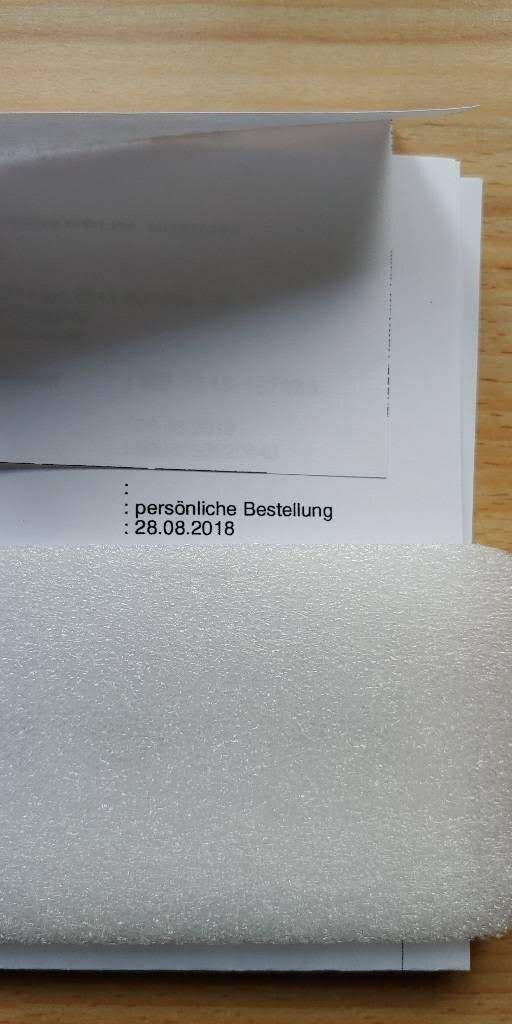 :
: persönliche Bestellung
: 28.08.2018